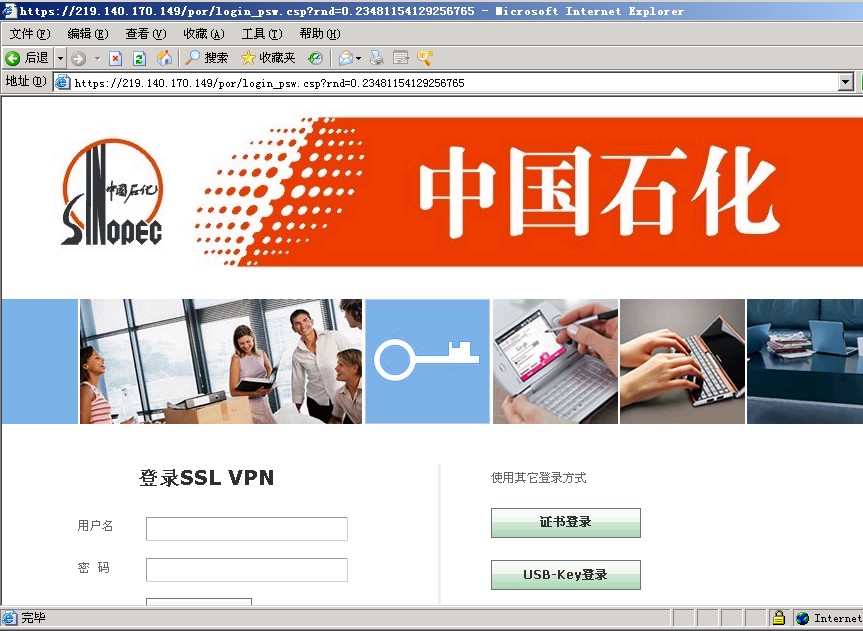 https://219.140.170.149/por/login_psw.csp?rnd=0.23481154129256765 - Microsoft Internet Explorer
文件(F) 编辑(E) 查看(V) 收藏(A) 工具(T) 帮助(H)
后退 搜索 收藏夹
地址(D) https://219.140.170.149/por/login_psw.csp?rnd=0.23481154129256765
中国石化
SINOPEC
中国石化
登录SSL VPN
用户名
密 码
使用其它登录方式
证书登录
USB-Key登录
完毕
Internet